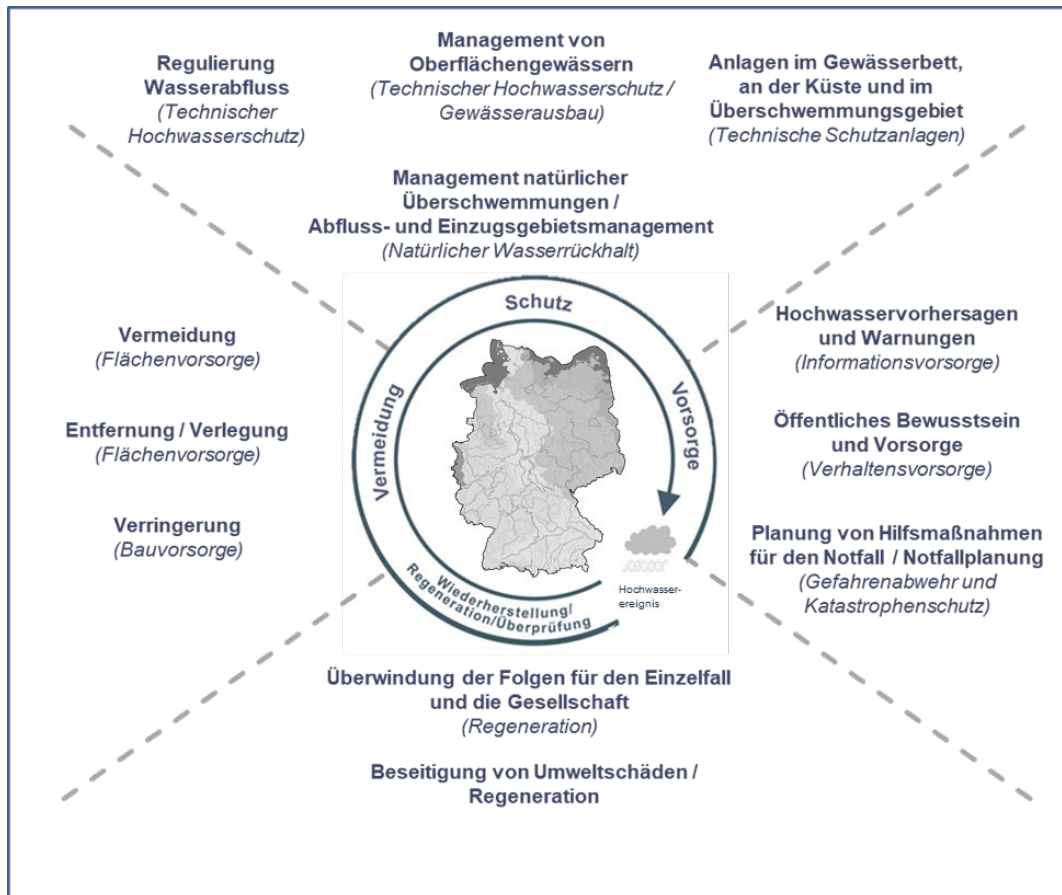 Regulierung
Wasserabfluss
(Technischer
Hochwasserschutz)
Management von
Oberflächengewässern
(Technischer Hochwasserschutz /
Gewässerausbau)
Anlagen im Gewässerbett,
an der Küste und im
Überschwemmungsgebiet
(Technische Schutzanlagen)
Management natürlicher
Überschwemmungen /
Abfluss- und Einzugsgebietsmanagement
(Natürlicher Wasserrückhalt)
Vermeidung
(Flächenvorsorge)
Entfernung / Verlegung
(Flächenvorsorge)
Verringerung
(Bauvorsorge)
Schutz
Vermeidung
Vorsorge
Wiederherstellung/
Regeneration/Überprüfung
Hochwasser-
ereignis
Hochwasservorhersagen
und Warnungen
(Informationsvorsorge)
Öffentliches Bewusstsein
und Vorsorge
(Verhaltensvorsorge)
Planung von Hilfsmaßnahmen
für den Notfall / Notfallplanung
(Gefahrenabwehr und
Katastrophenschutz)
Überwindung der Folgen für den Einzelfall
und die Gesellschaft
(Regeneration)
Beseitigung von Umweltschäden /
Regeneration